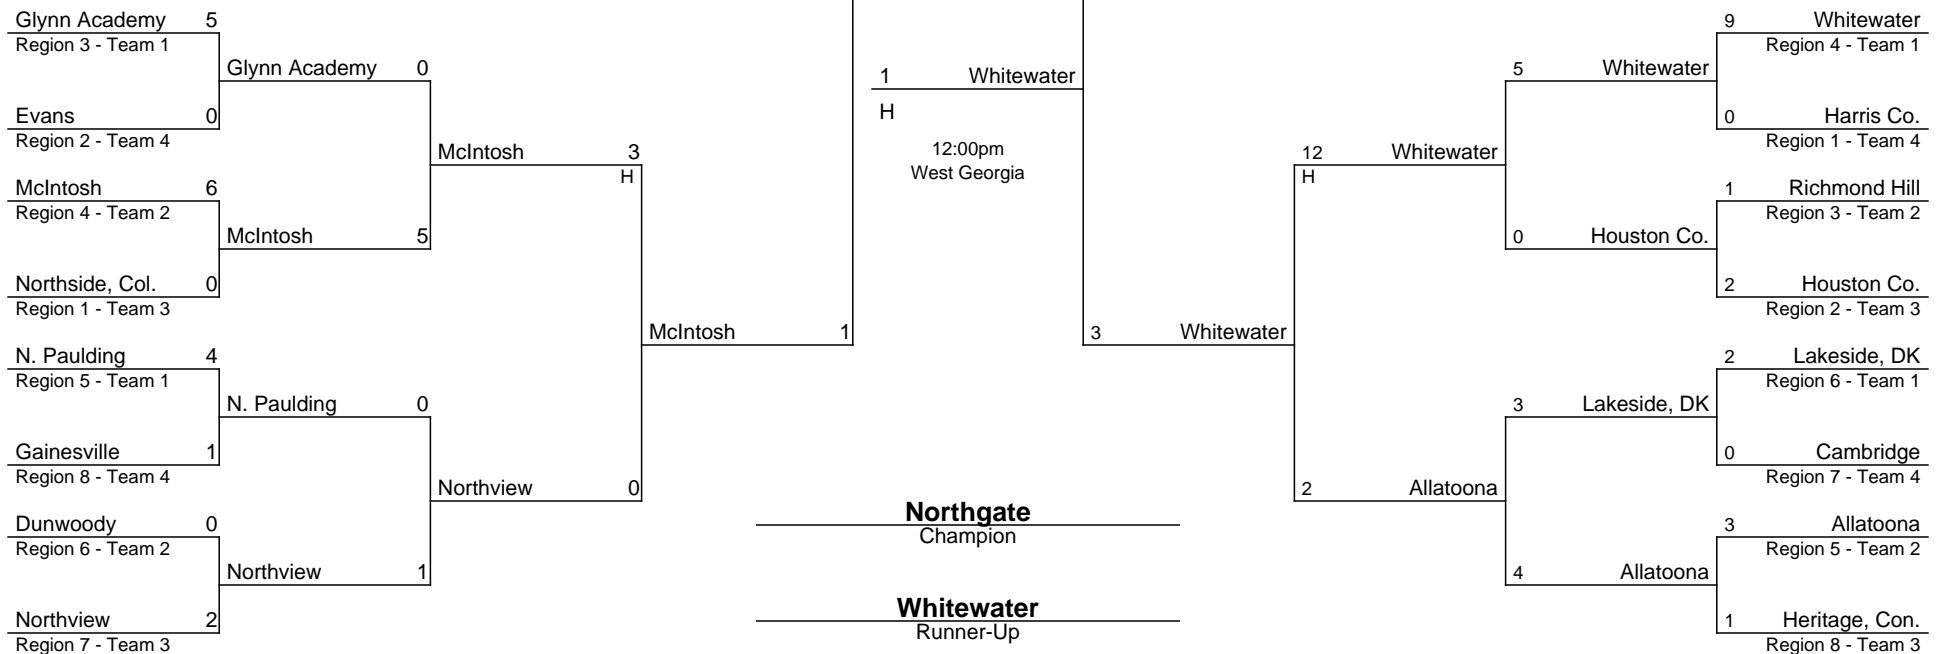 Glynn Academy 5
Region 3 - Team 1
Glynn Academy 0
Evans 0
Region 2 - Team 4
McIntosh 3
H
McIntosh 6
Region 4 - Team 2
McIntosh 5
Northside, Col. 0
Region 1 - Team 3
McIntosh 1
N. Paulding 4
Region 5 - Team 1
N. Paulding 0
Gainesville 1
Region 8 - Team 4
Northview 0
Dunwoody 0
Region 6 - Team 2
Northview 1
Northview 2
Region 7 - Team 3
1 Whitewater
H
12:00pm
West Georgia
Northgate
Champion
Whitewater
Runner-Up
9 Whitewater
Region 4 - Team 1
5 Whitewater
0 Harris Co.
Region 1 - Team 4
12 Whitewater
H
1 Richmond Hill
Region 3 - Team 2
0 Houston Co.
2 Houston Co.
Region 2 - Team 3
3 Whitewater
2 Lakeside, DK
Region 6 - Team 1
3 Lakeside, DK
0 Cambridge
Region 7 - Team 4
2 Allatoona
3 Allatoona
Region 5 - Team 2
4 Allatoona
1 Heritage, Con.
Region 8 - Team 3